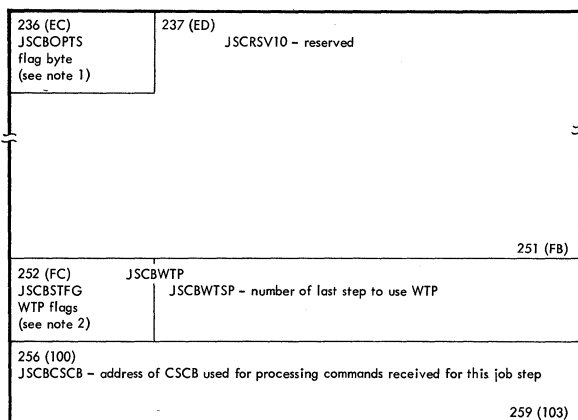 236 (EC) 237 (ED)
JSCBOPTS JSCRSV10 – reserved
flag byte
(see note 1)
251 (FB)
252 (FC) JSCBWTP
JSCBSTFG JSCBWTSP – number of last step to use WTP
WTP flags
(see note 2)
256 (100)
JSCBCSCB – address of CSCB used for processing commands received for this job step
259 (103)